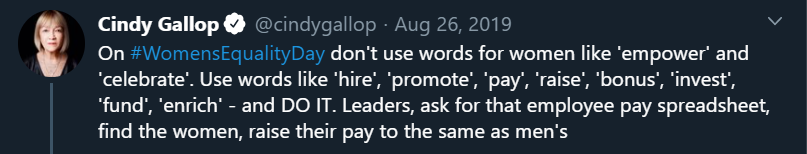 Cindy Gallop @cindygallop · Aug 26, 2019
On #WomensEqualityDay don't use words for women like 'empower' and
'celebrate'. Use words like 'hire', 'promote', 'pay', 'raise', 'bonus', 'invest',
'fund', 'enrich' - and DO IT. Leaders, ask for that employee pay spreadsheet,
find the women, raise their pay to the same as men's